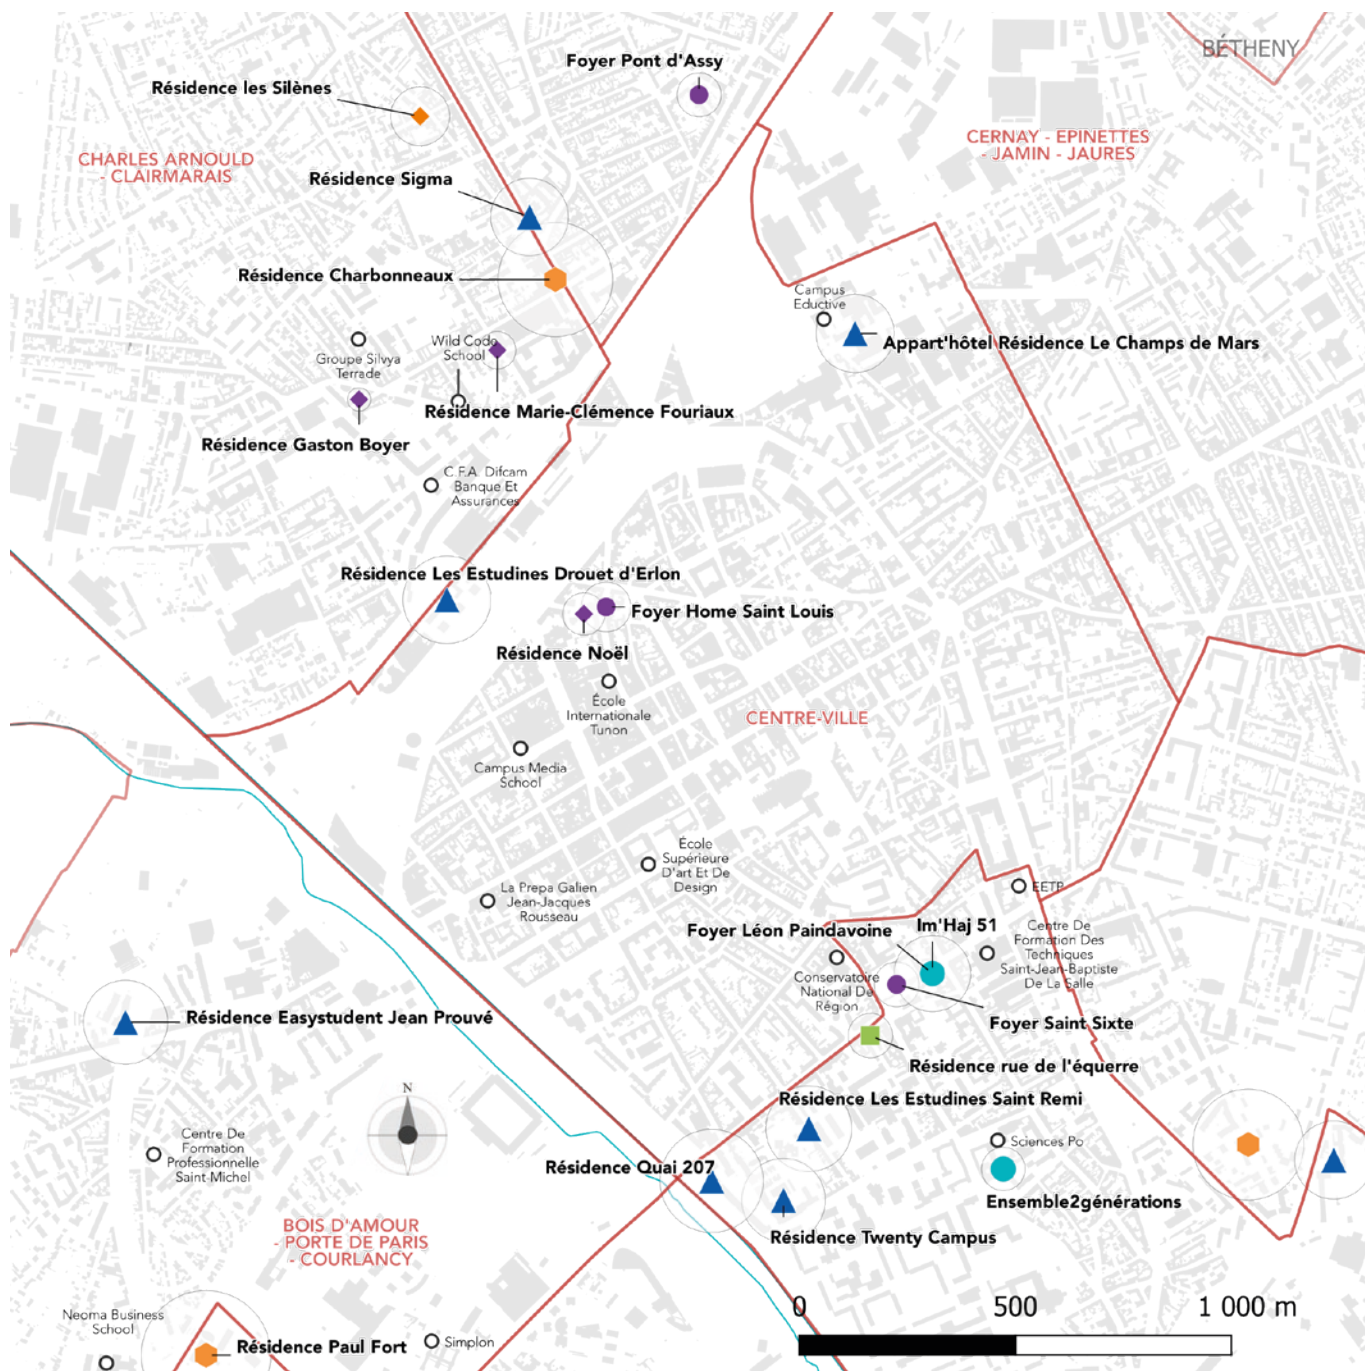 BÉTHENY
Foyer Pont d'Assy
Résidence les Silènes
CERNAY - EPINETTES
- JAMIN - JAURES
CHARLES ARNOULD
- CLAIRMARAIS
Résidence Sigma
Résidence Charbonneaux
Campus
Eductive
Appart'hôtel Résidence Le Champs de Mars
Wild Code
School
Groupe Silvya
Terrade
Résidence Marie-Clémence Fouriaux
Résidence Gaston Boyer
C.F.A. Difcam
Banque Et
Assurances
Résidence Les Estudines Drouet d'Erlon
Foyer Home Saint Louis
Résidence Noël
École
Internationale
Tunon
CENTRE-VILLE
Campus Media
School
École
Supérieure
D'art Et De
Design
La Prepa Galien
Jean-Jacques
Rousseau
EETP
Foyer Léon Paindavoine
Im'Haj 51
Centre De
Formation Des
Techniques
Saint-Jean-Baptiste
De La Salle
Conservatoire
National De
Région
Résidence Easystudent Jean Prouvé
Foyer Saint Sixte
Résidence rue de l'équerre
N
Résidence Les Estudines Saint Remi
Centre De
Formation
Professionnelle
Saint-Michel
Sciences Po
Résidence Quai 207
Ensemble2générations
Résidence Twenty Campus
BOIS D'AMOUR
- PORTE DE PARIS
- COURLANCY
0 500 1 000 m
Neoma Business
School
Résidence Paul Fort
Simplon